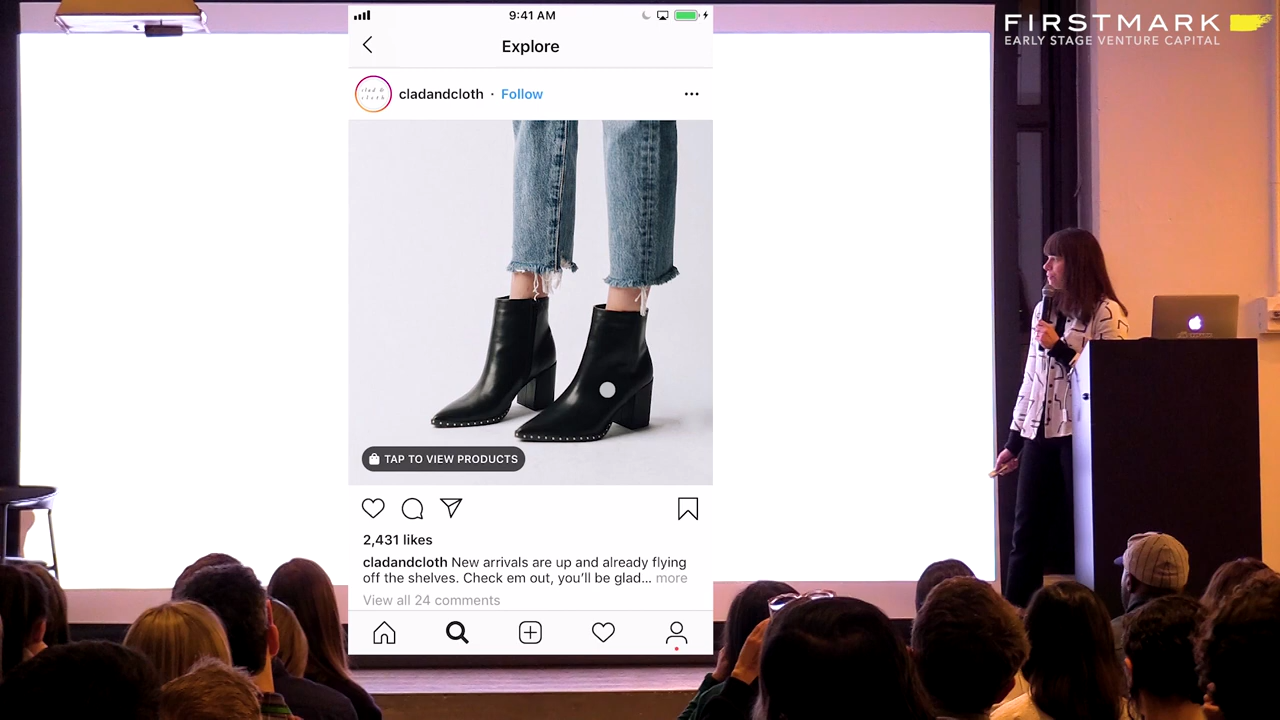 FIRSTMARK
EARLY STAGE VENTURE CAPITAL
9:41 AM
Explore
clad &
cloth
cladandcloth · Follow
TAP TO VIEW PRODUCTS
2,431 likes
cladandcloth New arrivals are up and already flying
off the shelves. Check em out, you’ll be glad... more
View all 24 comments